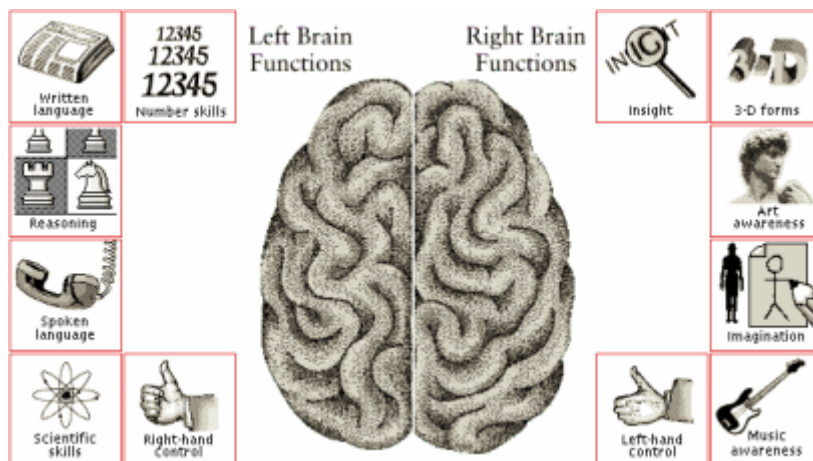 12345
12345
12345
Written
language
Number skills
Left Brain
Functions
Right Brain
Functions
INSIGIT
Insight
3-D
3-D forms
Reasoning
Art
awareness
Spoken
language
Imagination
Scientific
skills
Right-hand
control
Left-hand
control
Music
awareness